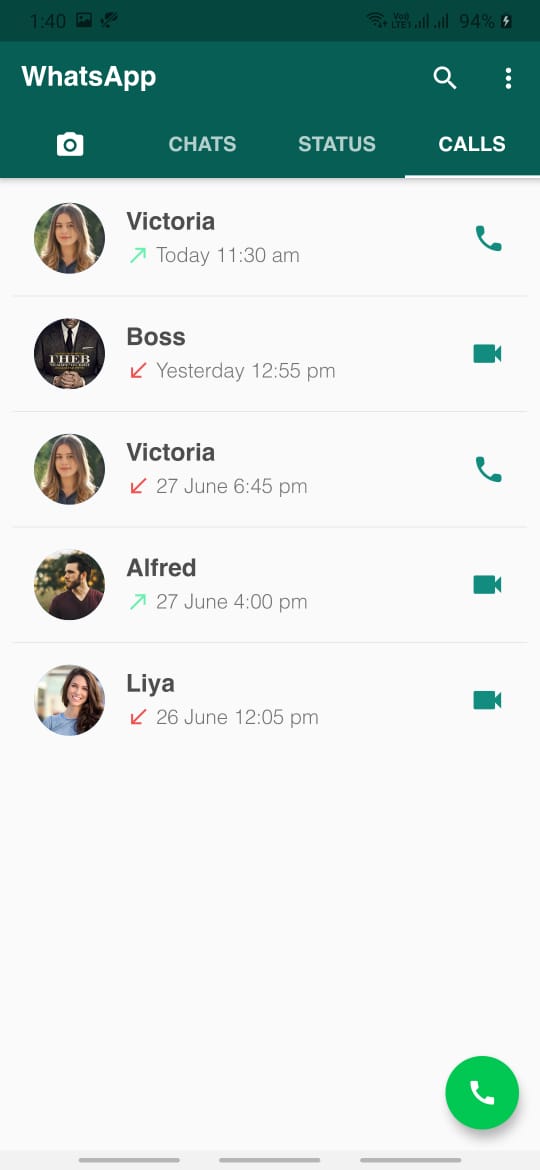 1:40 94%
WhatsApp
CHATS STATUS CALLS
Victoria
Today 11:30 am
Boss
Yesterday 12:55 pm
Victoria
27 June 6:45 pm
Alfred
27 June 4:00 pm
Liya
26 June 12:05 pm